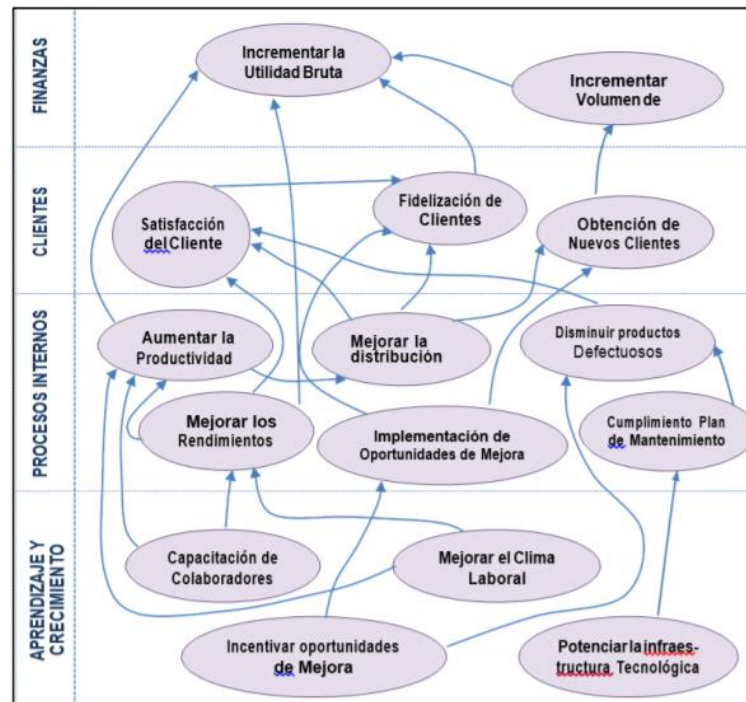 FINANZAS
Incrementar la
Utilidad Bruta
Incrementar
Volumen de
CLIENTES
Satisfacción
del Cliente
Fidelización de
Clientes
Obtención de
Nuevos Clientes
PROCESOS INTERNOS
Aumentar la
Productividad
Mejorar la
distribución
Disminuir productos
Defectuosos
Mejorar los
Rendimientos
Implementación de
Oportunidades de Mejora
Cumplimiento Plan
de Mantenimiento
APRENDIZAJE Y
CRECIMIENTO
Capacitación de
Colaboradores
Mejorar el Clima
Laboral
Incentivar oportunidades
de Mejora
Potenciar la infraes-
tructura Tecnológica